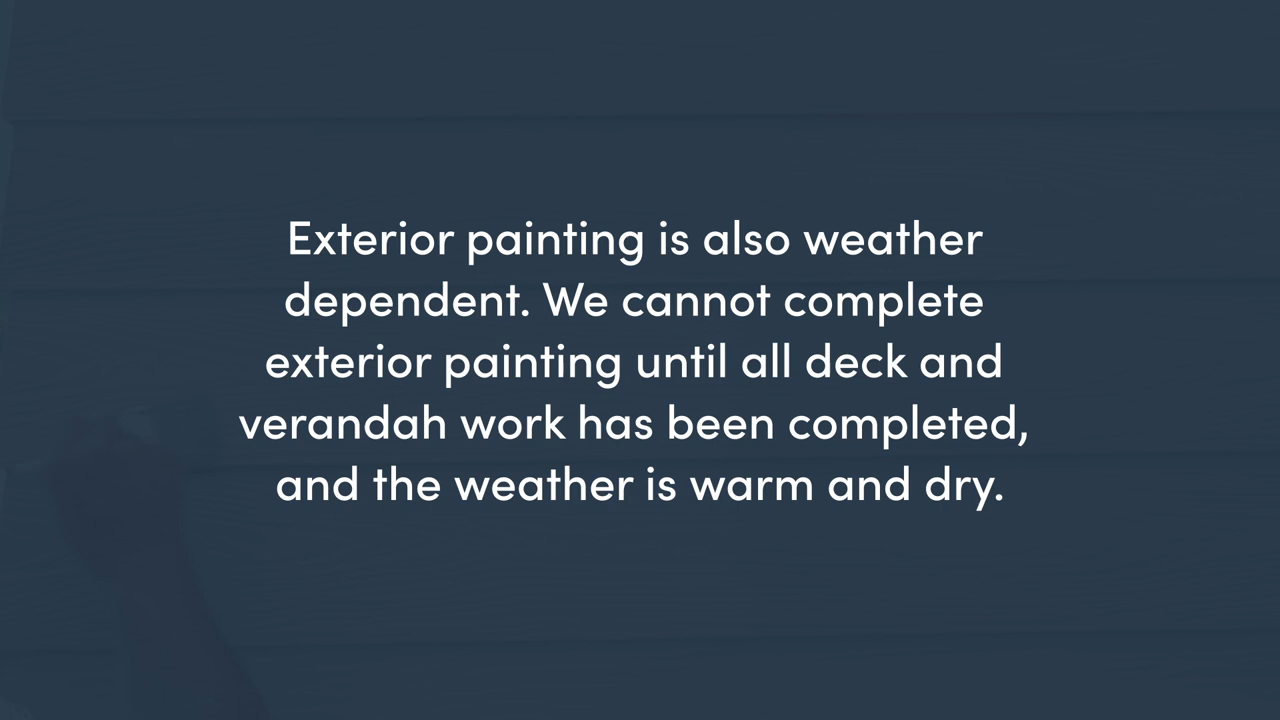 Exterior painting is also weather
dependent. We cannot complete
exterior painting until all deck and
verandah work has been completed,
and the weather is warm and dry.